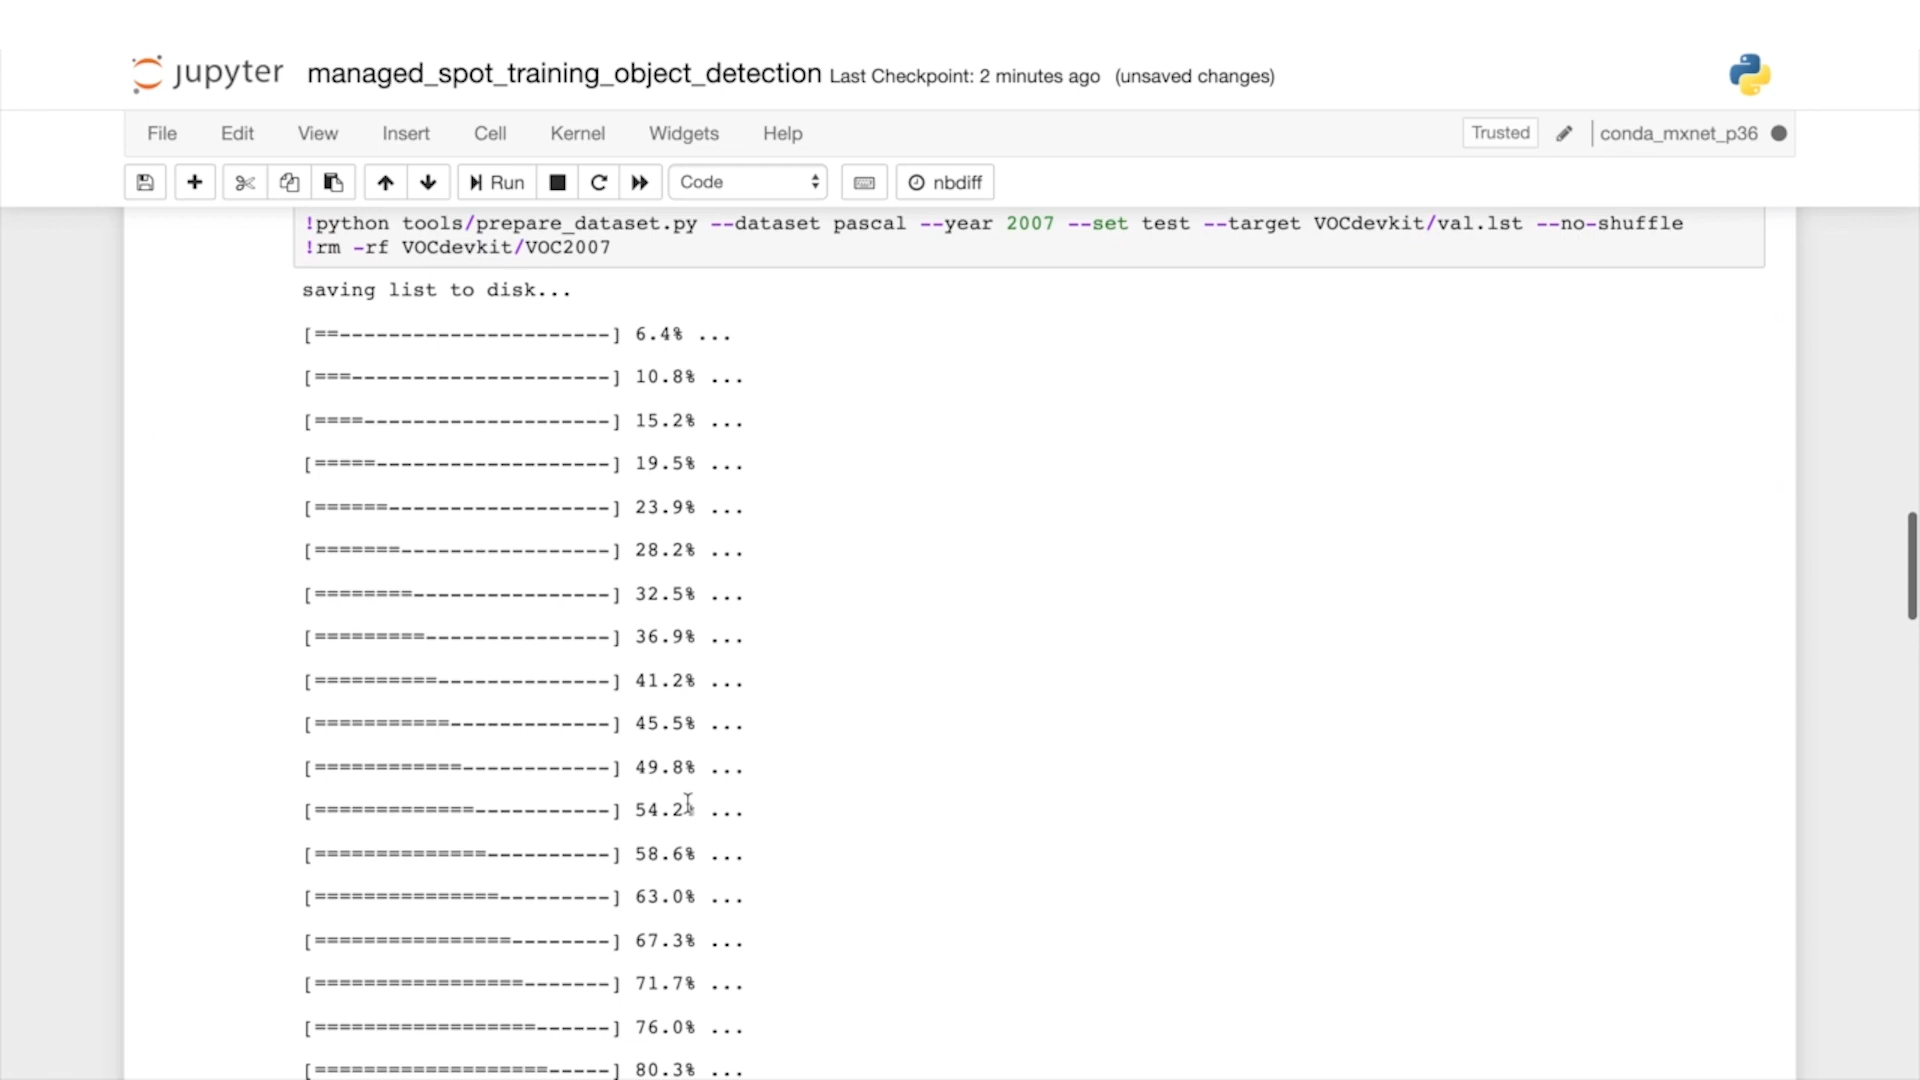 jupyter managed_spot_training_object_detection Last Checkpoint: 2 minutes ago (unsaved changes)
File Edit View Insert Cell Kernel Widgets Help Trusted conda_mxnet_p36
Run Code nbdiff
!python tools/prepare_dataset.py --dataset pascal --year 2007 --set test --target VOCdevkit/val.lst --no-shuffle
!rm -rf VOCdevkit/VOC2007
saving list to disk...
[==----------------------] 6.4% ...
[===---------------------] 10.8% ...
[====--------------------] 15.2% ...
[=====-------------------] 19.5% ...
[======------------------] 23.9% ...
[=======-----------------] 28.2% ...
[========----------------] 32.5% ...
[=========---------------] 36.9% ...
[==========--------------] 41.2% ...
[===========-------------] 45.5% ...
[============------------] 49.8% ...
[=============-----------] 54.2% ...
[==============----------] 58.6% ...
[===============---------] 63.0% ...
[================--------] 67.3% ...
[=================-------] 71.7% ...
[==================------] 76.0% ...
[===================-----] 80.3% ...